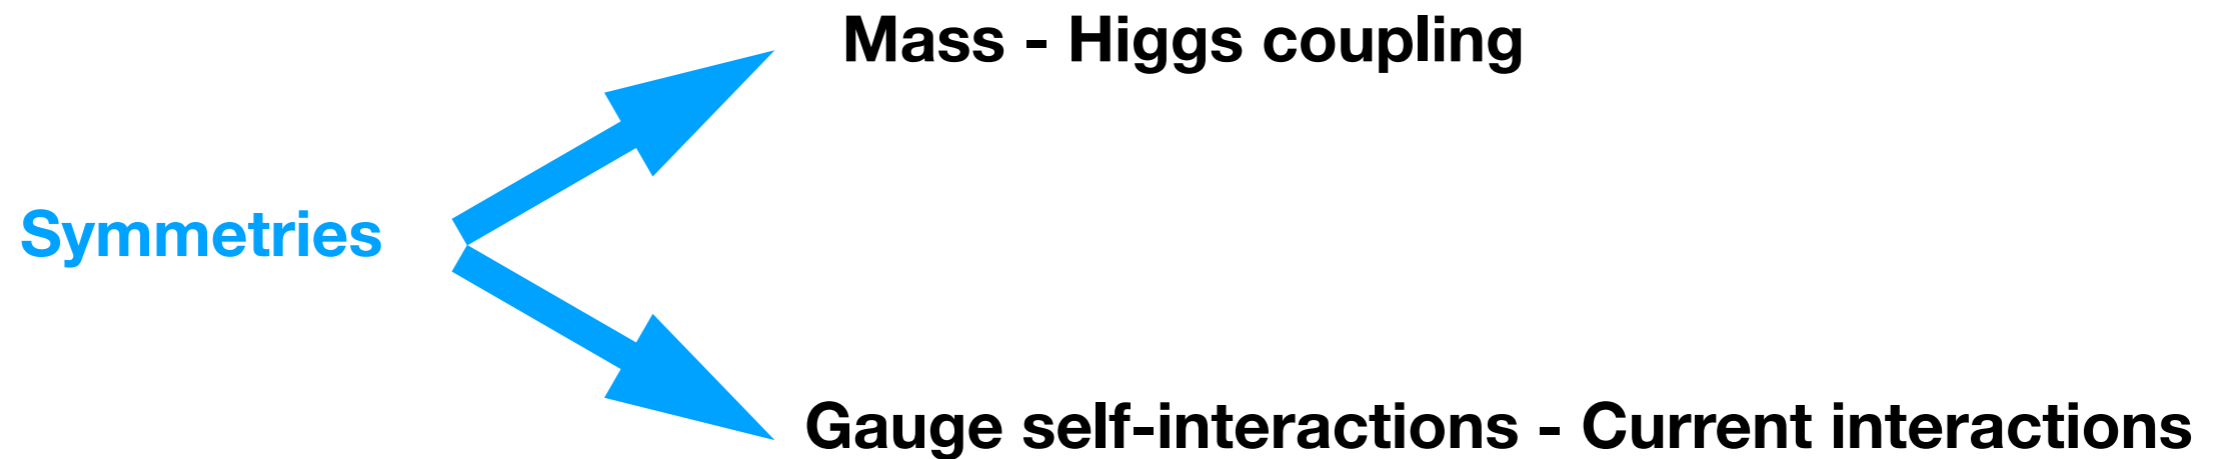 Mass - Higgs coupling
Symmetries
Gauge self-interactions - Current interactions